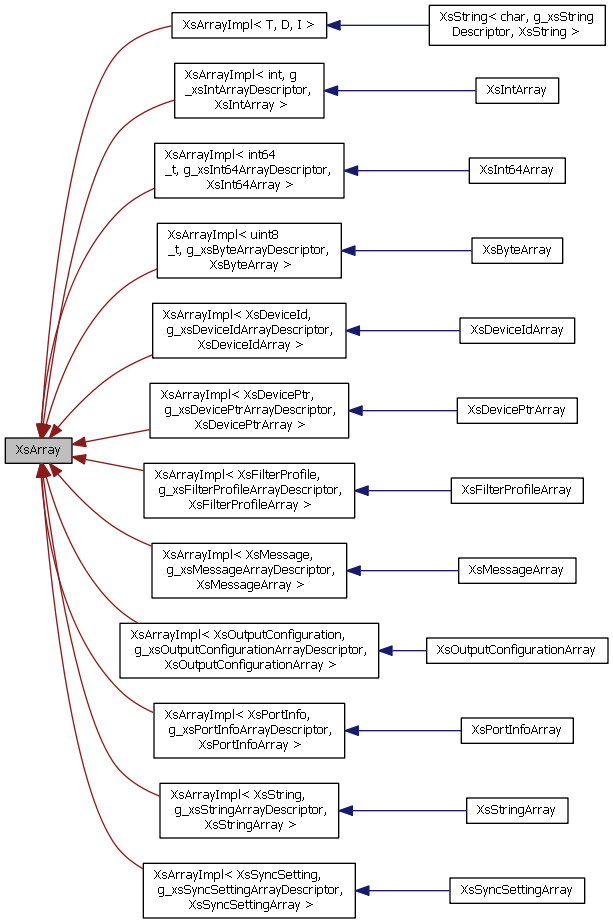 XsArrayImpl< T, D, I >
XsString< char, g_xsString
Descriptor, XsString >
XsArrayImpl< int, g
_xsIntArrayDescriptor,
XsIntArray >
XsIntArray
XsArrayImpl< int64
_t, g_xsInt64ArrayDescriptor,
XsInt64Array >
XsInt64Array
XsArrayImpl< uint8
_t, g_xsByteArrayDescriptor,
XsByteArray >
XsByteArray
XsArrayImpl< XsDeviceId,
g_xsDeviceIdArrayDescriptor,
XsDeviceIdArray >
XsDeviceIdArray
XsArrayImpl< XsDevicePtr,
g_xsDevicePtrArrayDescriptor,
XsDevicePtrArray >
XsDevicePtrArray
XsArray
XsArrayImpl< XsFilterProfile,
g_xsFilterProfileArrayDescriptor,
XsFilterProfileArray >
XsFilterProfileArray
XsArrayImpl< XsMessage,
g_xsMessageArrayDescriptor,
XsMessageArray >
XsMessageArray
XsArrayImpl< XsOutputConfiguration,
g_xsOutputConfigurationArrayDescriptor,
XsOutputConfigurationArray >
XsOutputConfigurationArray
XsArrayImpl< XsPortInfo,
g_xsPortInfoArrayDescriptor,
XsPortInfoArray >
XsPortInfoArray
XsArrayImpl< XsString,
g_xsStringArrayDescriptor,
XsStringArray >
XsStringArray
XsArrayImpl< XsSyncSetting,
g_xsSyncSettingArrayDescriptor,
XsSyncSettingArray >
XsSyncSettingArray